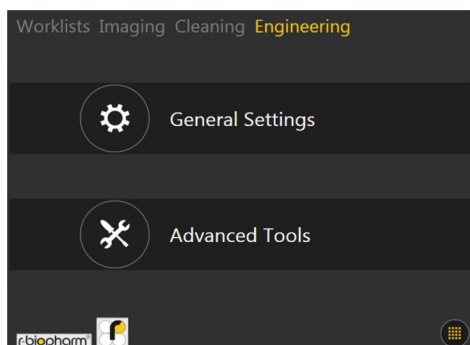 Worklists Imaging Cleaning Engineering
General Settings
Advanced Tools
r-biopharm®